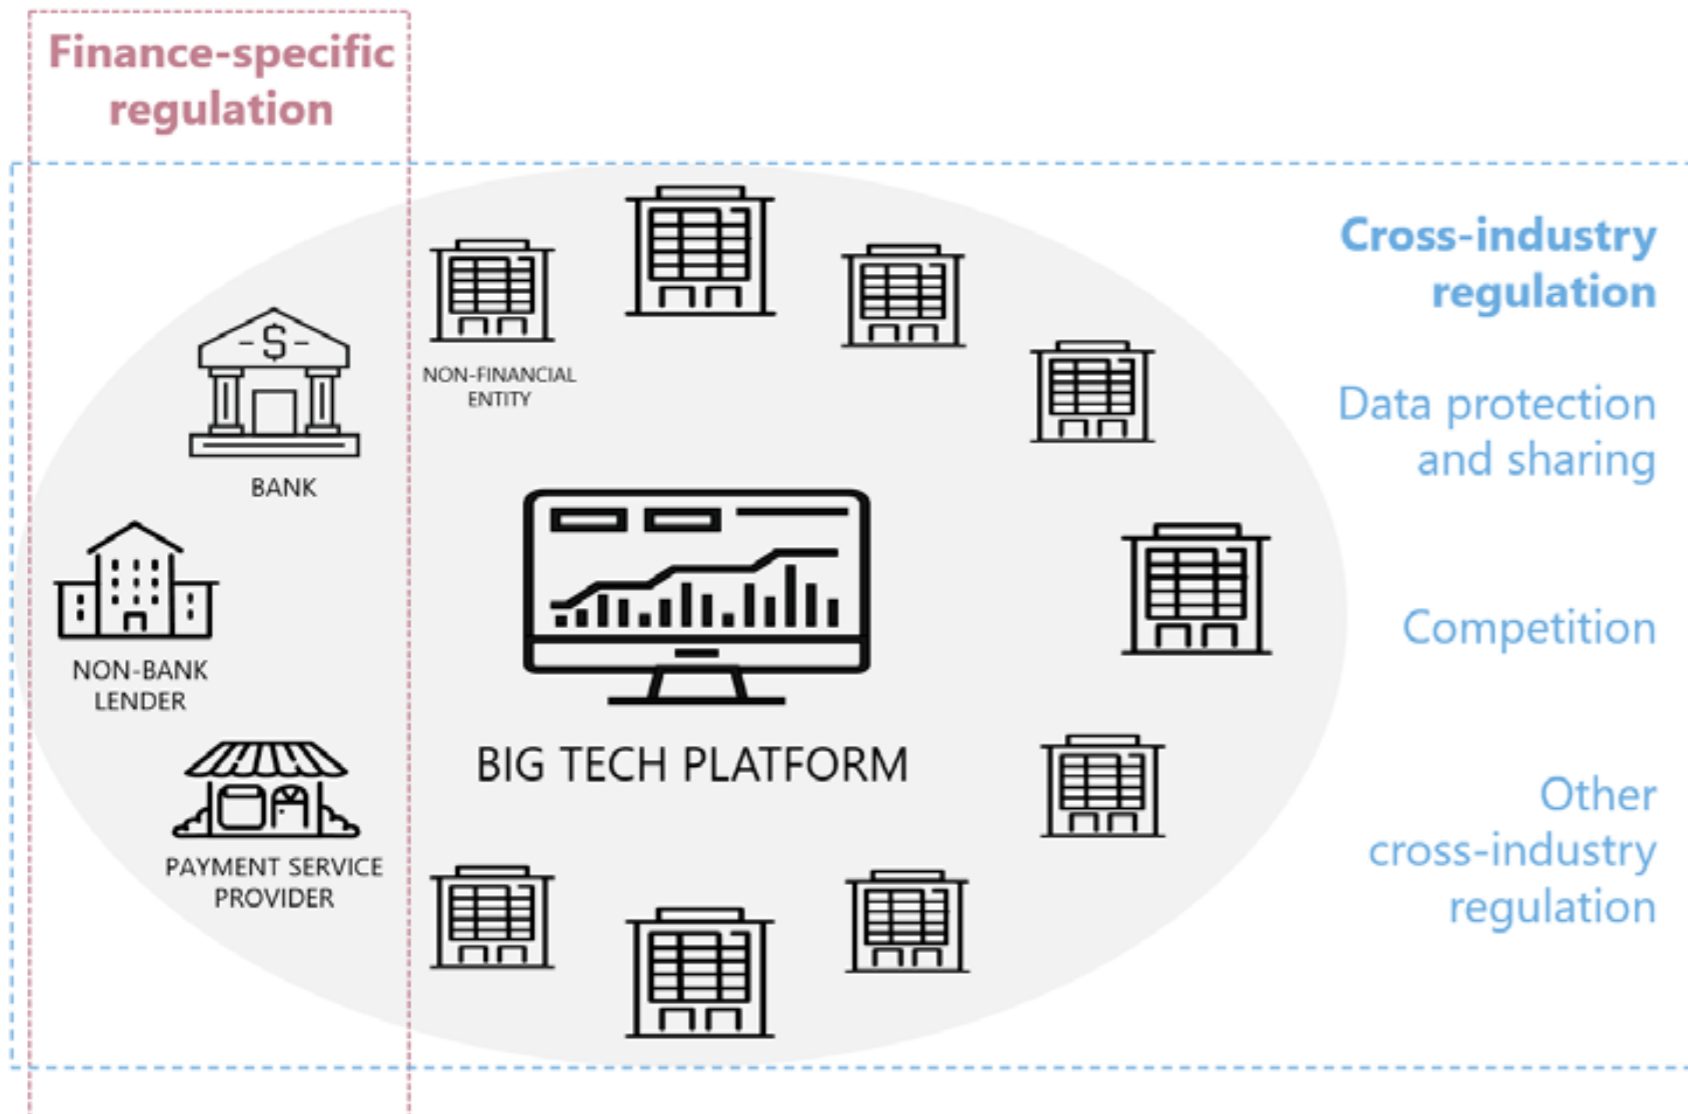 Finance-specific
regulation
Cross-industry
regulation
NON-FINANCIAL
ENTITY
Data protection
and sharing
BANK
Competition
NON-BANK
LENDER
BIG TECH PLATFORM
Other
cross-industry
regulation
PAYMENT SERVICE
PROVIDER